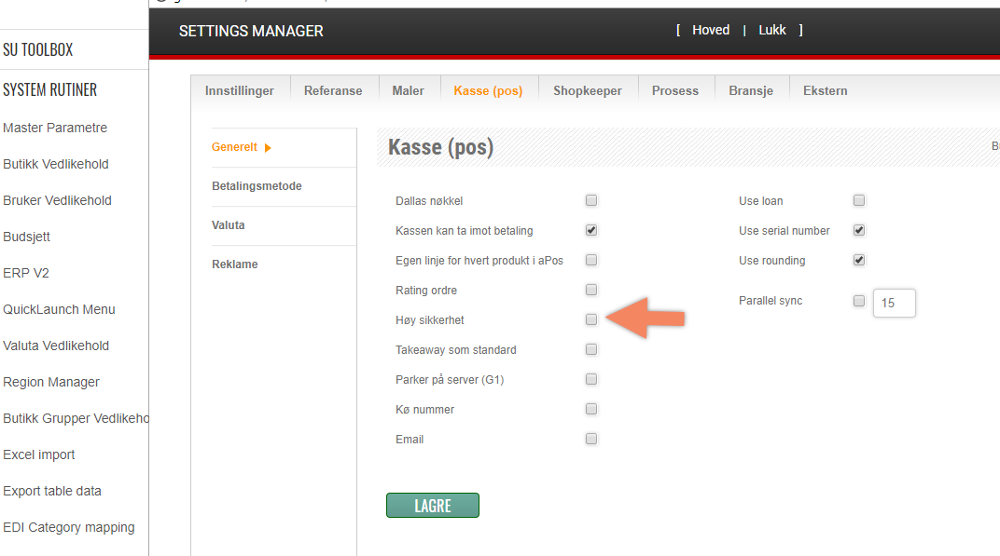 SU TOOLBOX
SYSTEM RUTINER
Master Parametre
Butikk Vedlikehold
Bruker Vedlikehold
Budsjett
ERP V2
QuickLaunch Menu
Valuta Vedlikehold
Region Manager
Butikk Grupper Vedlikeho
Excel import
Export table data
EDI Category mapping
SETTINGS MANAGER
[ Hoved | Lukk ]
Innstillinger Referanse Maler Kasse (pos) Shopkeeper Prosess Bransje Ekstern
Generelt
Betalingsmetode
Valuta
Reklame
Kasse (pos)
Dallas nøkkel
Kassen kan ta imot betaling
Egen linje for hvert produkt i aPos
Rating ordre
Høy sikkerhet
Takeaway som standard
Parker på server (G1)
Kø nummer
Email
Use loan
Use serial number
Use rounding
Parallel sync 15
LAGRE